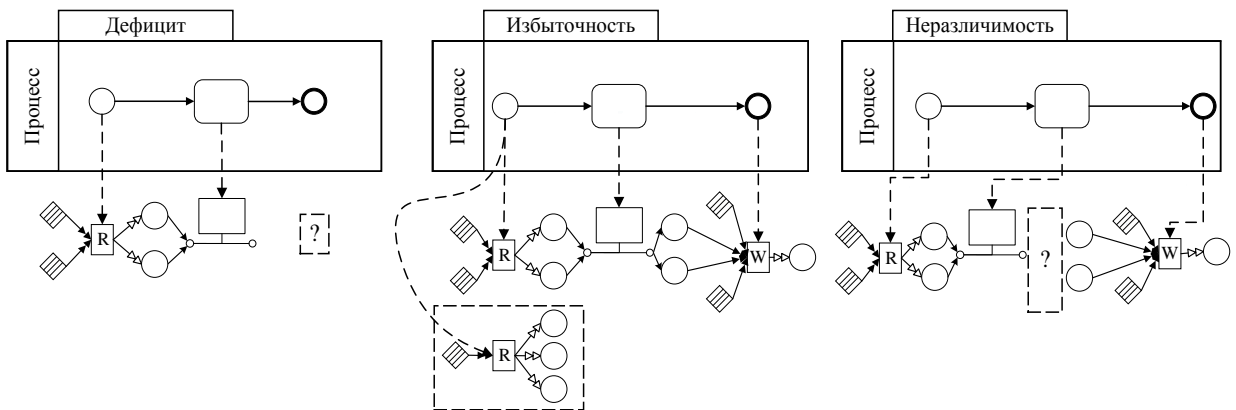 Дефицит
Процесс
R
?
Избыточность
Процесс
R
W
R
Неразличимость
Процесс
R
?
W